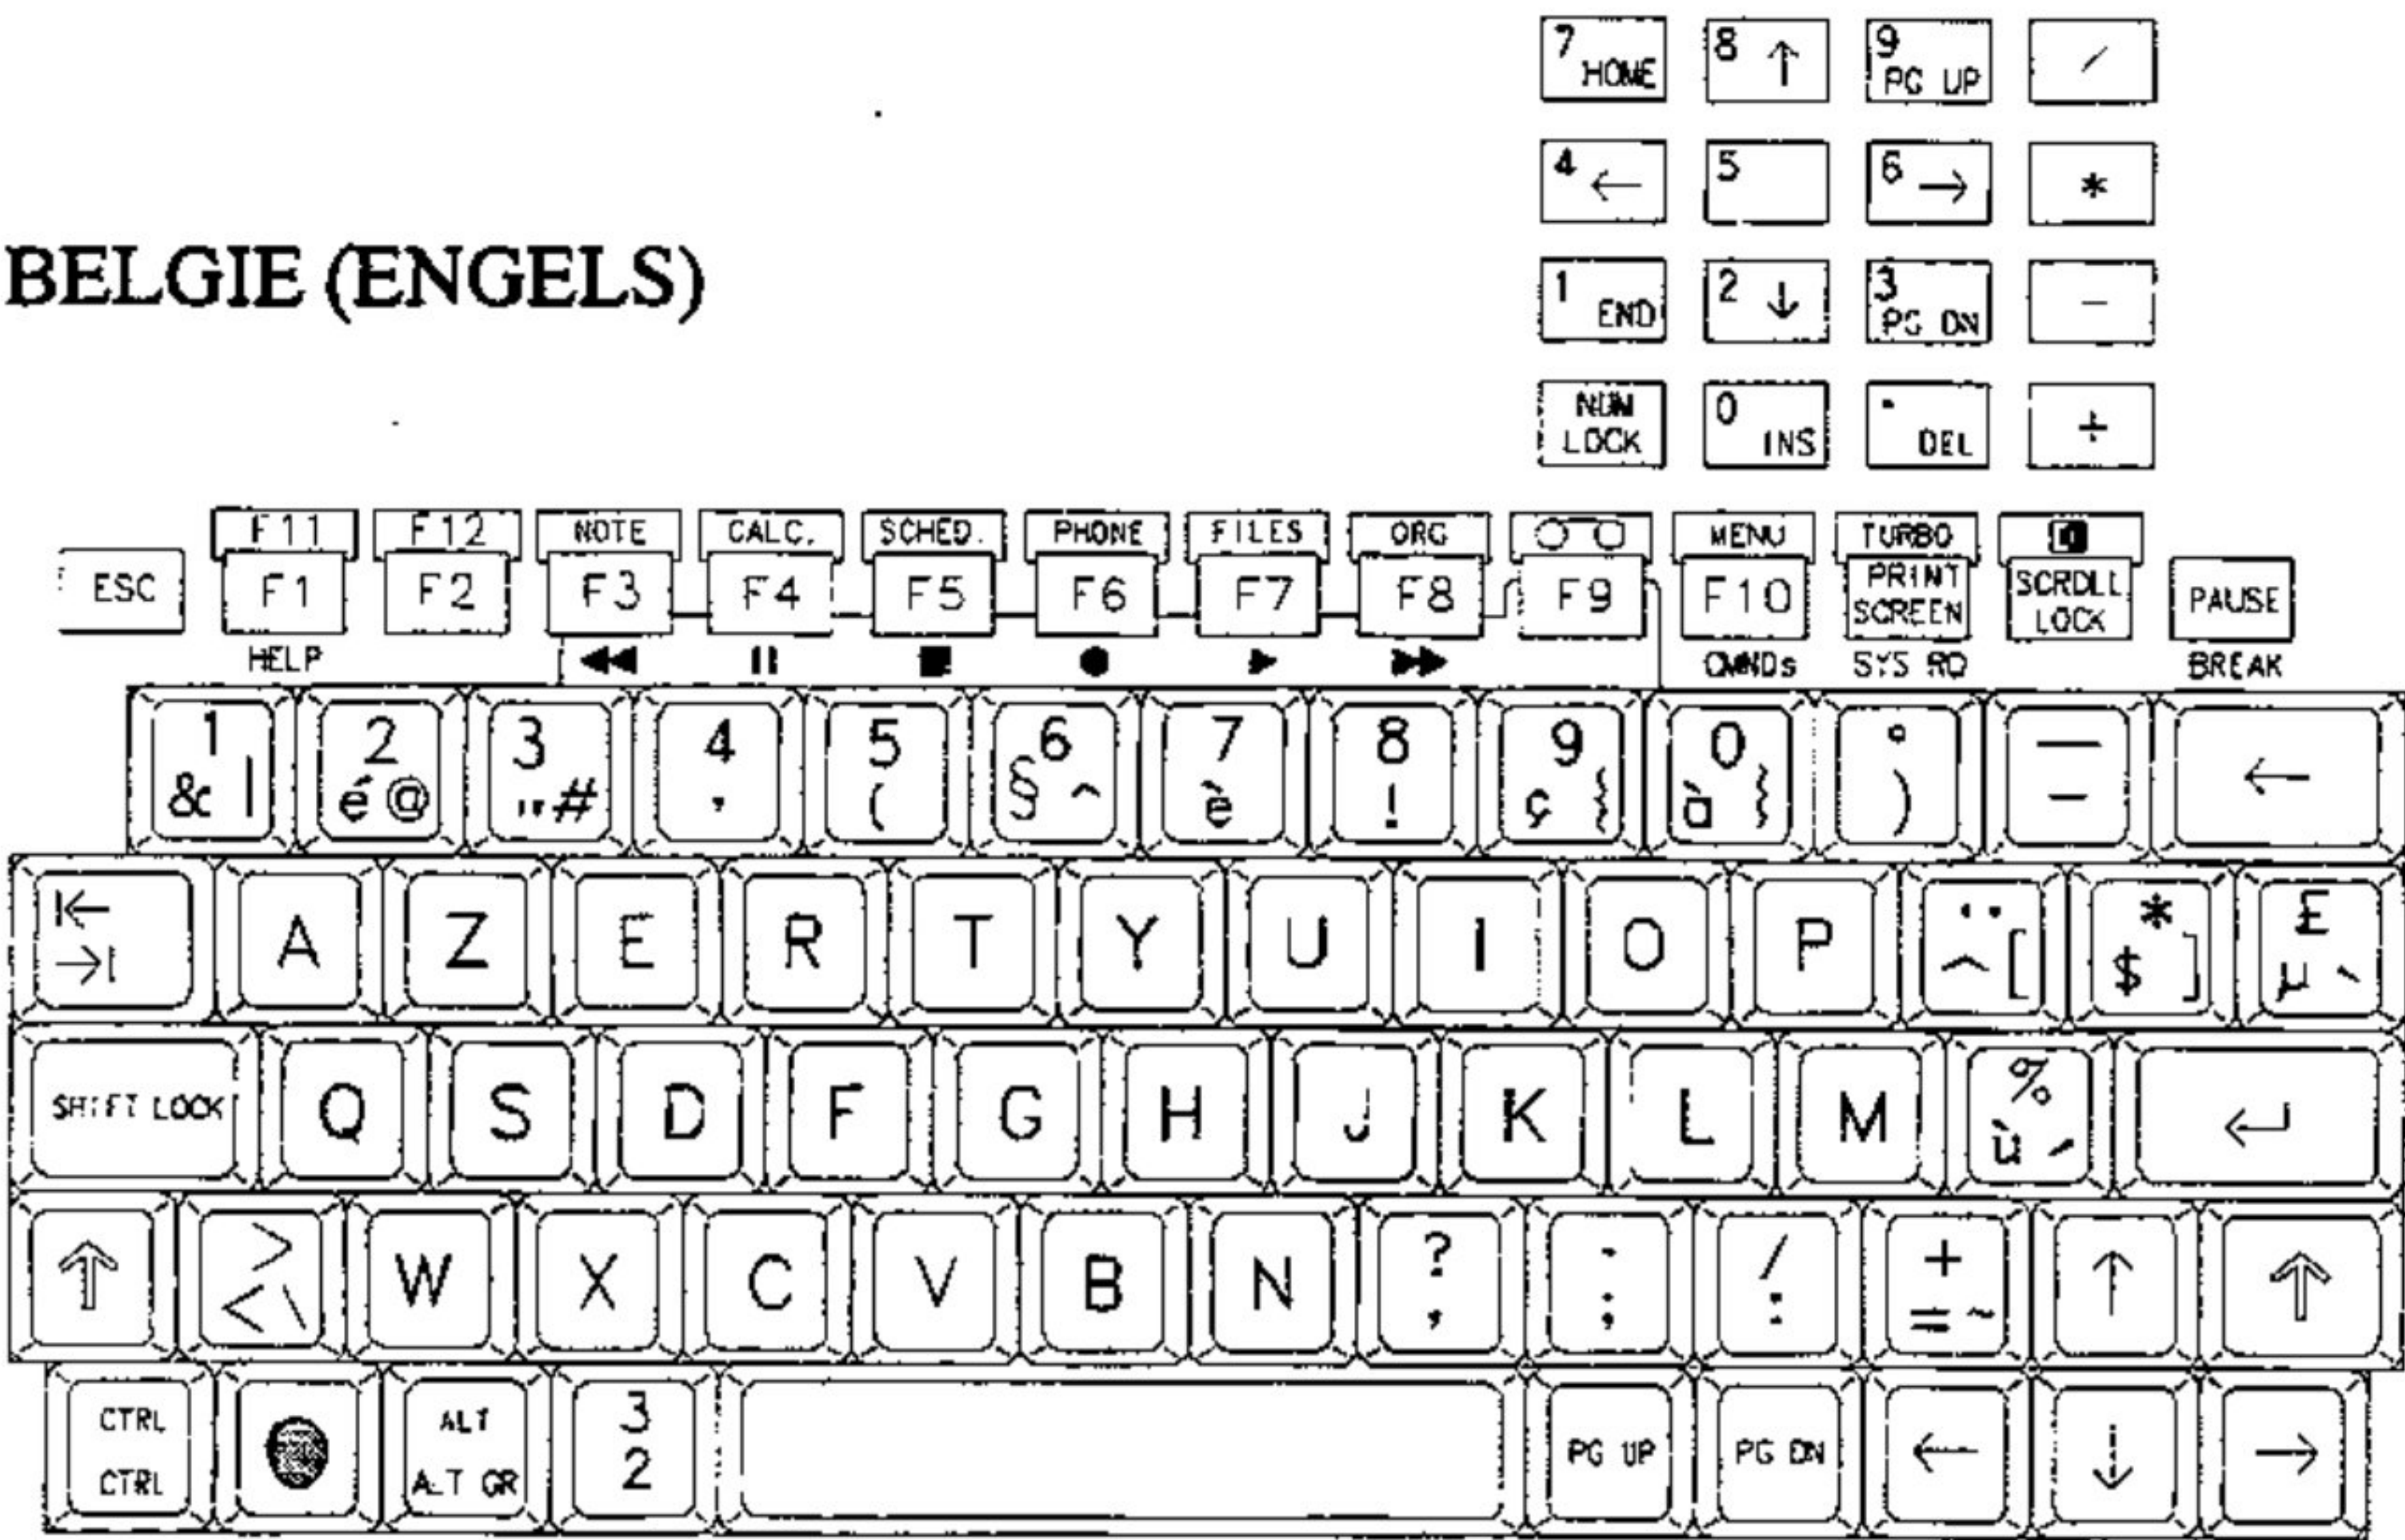 7 HOME 8 ↑ 9 PG UP /
4 ← 5 6 → *
BELGIE (ENGELS)
1 END 2 ↓ 3 PG DN -
NUM LOCK 0 INS . DEL +
F11 F12 NOTE CALC. SCHED. PHONE FILES ORG MENU TURBO
ESC F1 F2 F3 F4 F5 F6 F7 F8 F9 F10 PRINT SCREEN SCROLL LOCK PAUSE
HELP CMNDs SYS RQ BREAK
1 & | 2 é @ 3 " # 4 ' 5 ( 6 § ^ 7 è 8 ! 9 ç { 0 à } ° ) — - ←
A Z E R T Y U I O P ¨ ^ [ * $ ] £ µ `
SHIFT LOCK Q S D F G H J K L M % ù ´ ↵
⇑ > < \ W X C V B N ? , . ; / : + = ~ ↑ ⇑
CTRL CTRL ALT ALT GR 3 2 PG UP PG DN ← ↓ →